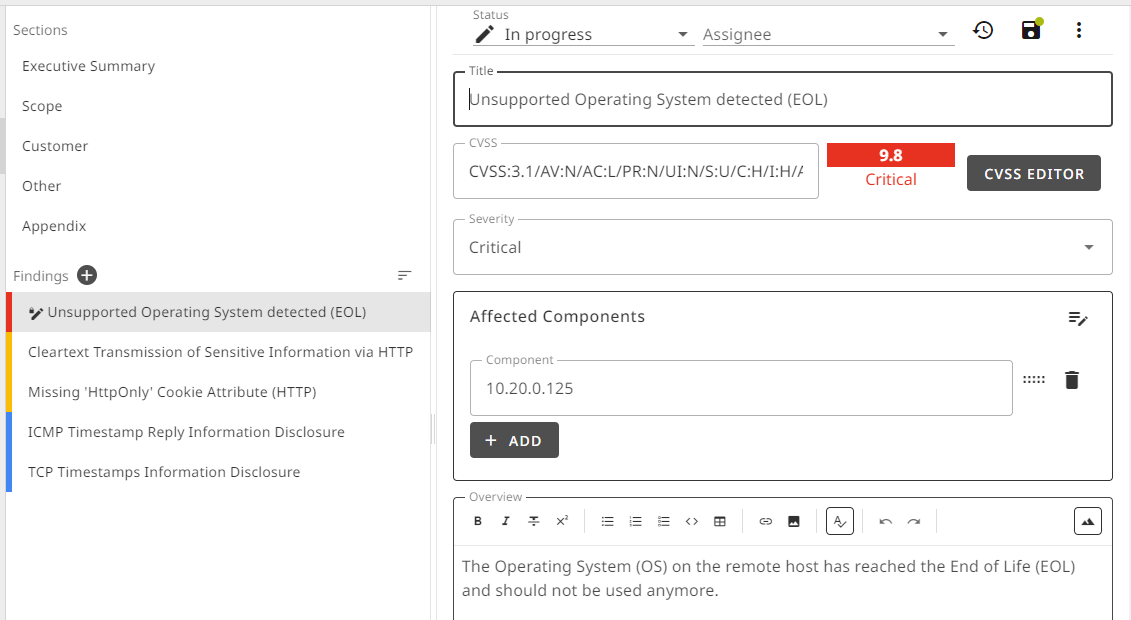 Sections
Executive Summary
Scope
Customer
Other
Appendix
Findings
Unsupported Operating System detected (EOL)
Cleartext Transmission of Sensitive Information via HTTP
Missing 'HttpOnly' Cookie Attribute (HTTP)
ICMP Timestamp Reply Information Disclosure
TCP Timestamps Information Disclosure
Status
In progress
Assignee
Title
Unsupported Operating System detected (EOL)
CVSS
CVSS:3.1/AV:N/AC:L/PR:N/UI:N/S:U/C:H/I:H/
9.8
Critical
CVSS EDITOR
Severity
Critical
Affected Components
Component
10.20.0.125
+ ADD
Overview
The Operating System (OS) on the remote host has reached the End of Life (EOL)
and should not be used anymore.